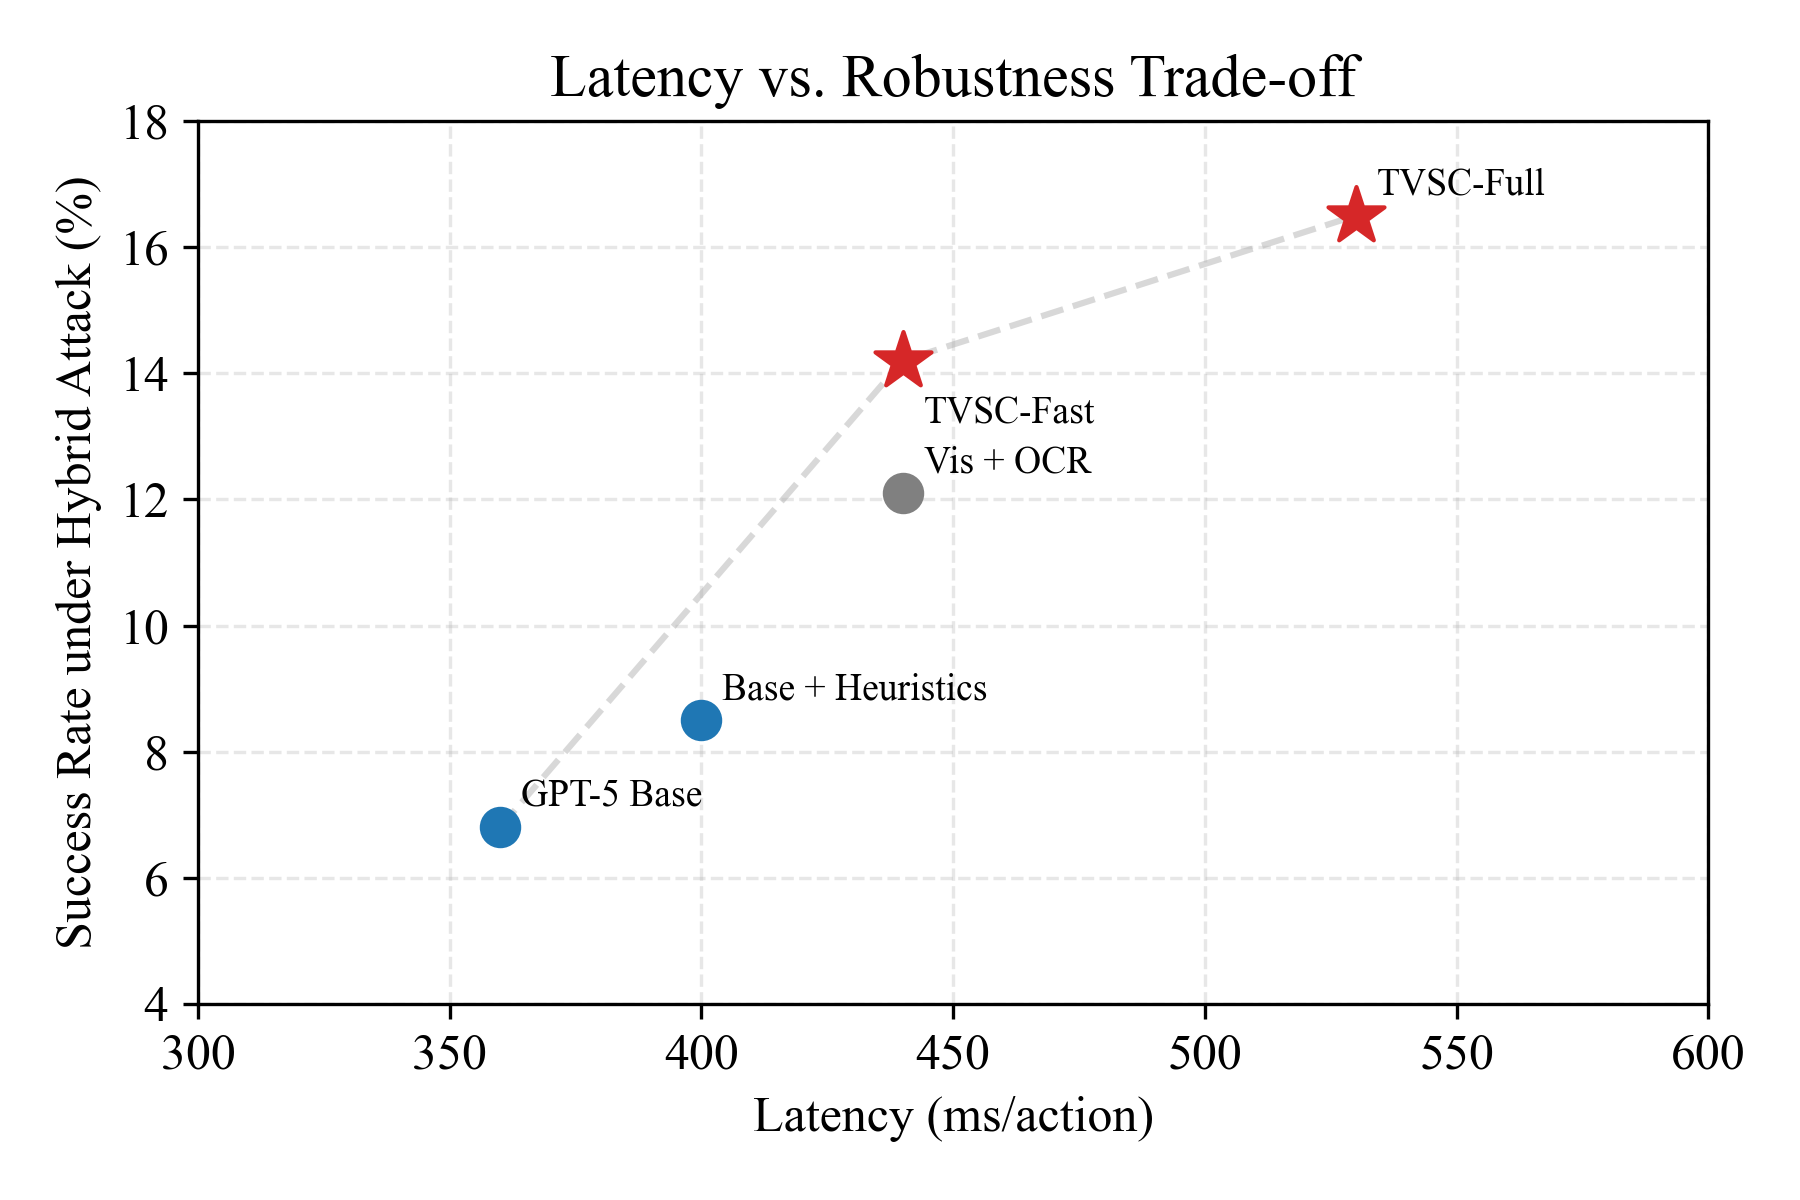 Latency vs. Robustness Trade-off
Success Rate under Hybrid Attack (%)
18
16
14
12
10
8
6
4
TVSC-Full
TVSC-Fast
Vis + OCR
Base + Heuristics
GPT-5 Base
300 350 400 450 500 550 600
Latency (ms/action)